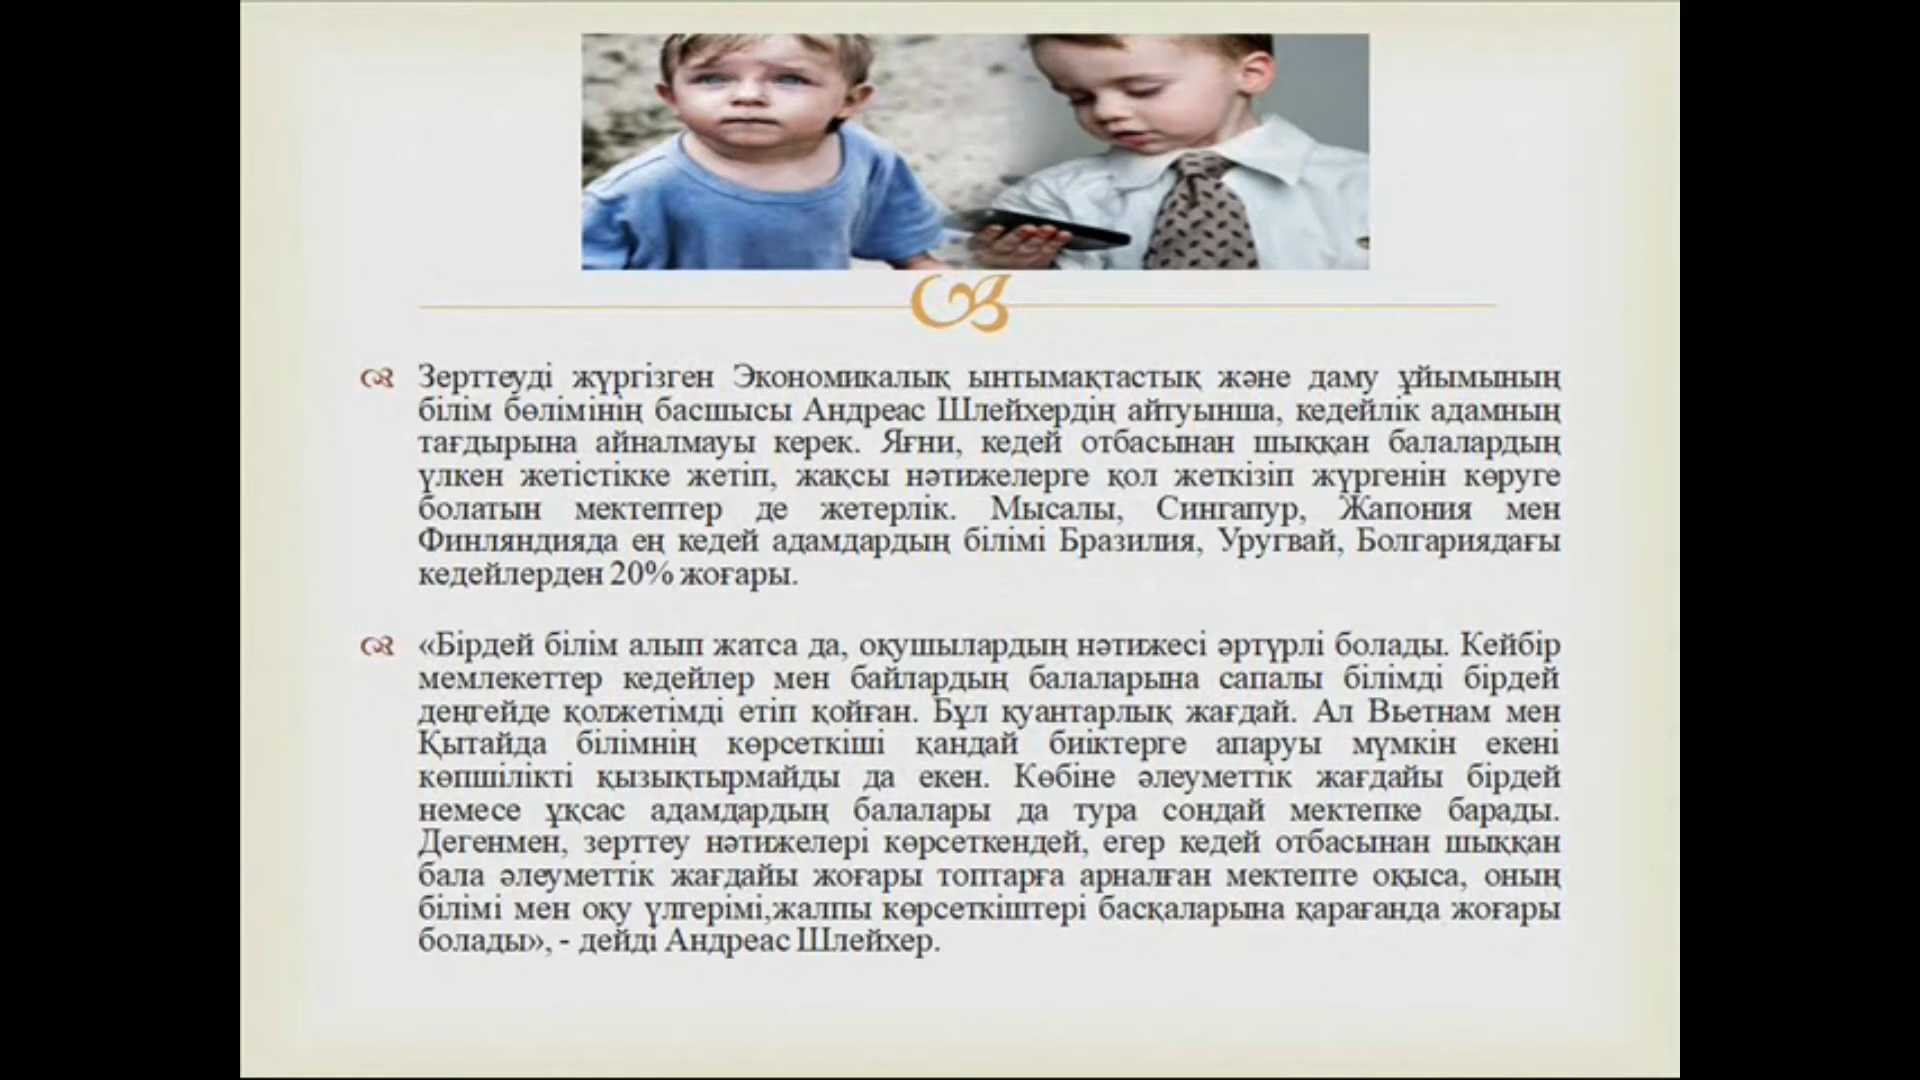 Зерттеуді жүргізген Экономикалық ынтымақтастық және даму ұйымының
білім бөлімінің басшысы Андреас Шлейхердің айтуынша, кедейлік адамның
тағдырына айналмауы керек. Яғни, кедей отбасынан шыққан балалардың
үлкен жетістікке жетіп, жақсы нәтижелерге қол жеткізіп жүргенін көруге
болатын мектептер де жетерлік. Мысалы, Сингапур, Жапония мен
Финляндияда ең кедей адамдардың білімі Бразилия, Уругвай, Болгариядағы
кедейлерден 20% жоғары.
«Бірдей білім алып жатса да, оқушылардың нәтижесі әртүрлі болады. Кейбір
мемлекеттер кедейлер мен байлардың балаларына сапалы білімді бірдей
деңгейде қолжетімді етіп қойған. Бұл қуантарлық жағдай. Ал Вьетнам мен
Қытайда білімнің көрсеткіші қандай биіктерге апаруы мүмкін екені
көпшілікті қызықтырмайды да екен. Көбіне әлеуметтік жағдайы бірдей
немесе ұқсас адамдардың балалары да тура сондай мектепке барады.
Дегенмен, зерттеу нәтижелері көрсеткендей, егер кедей отбасынан шыққан
бала әлеуметтік жағдайы жоғары топтарға арналған мектепте оқыса, оның
білімі мен оқу үлгерімі,жалпы көрсеткіштері басқаларына қарағанда жоғары
болады», - дейді Андреас Шлейхер.